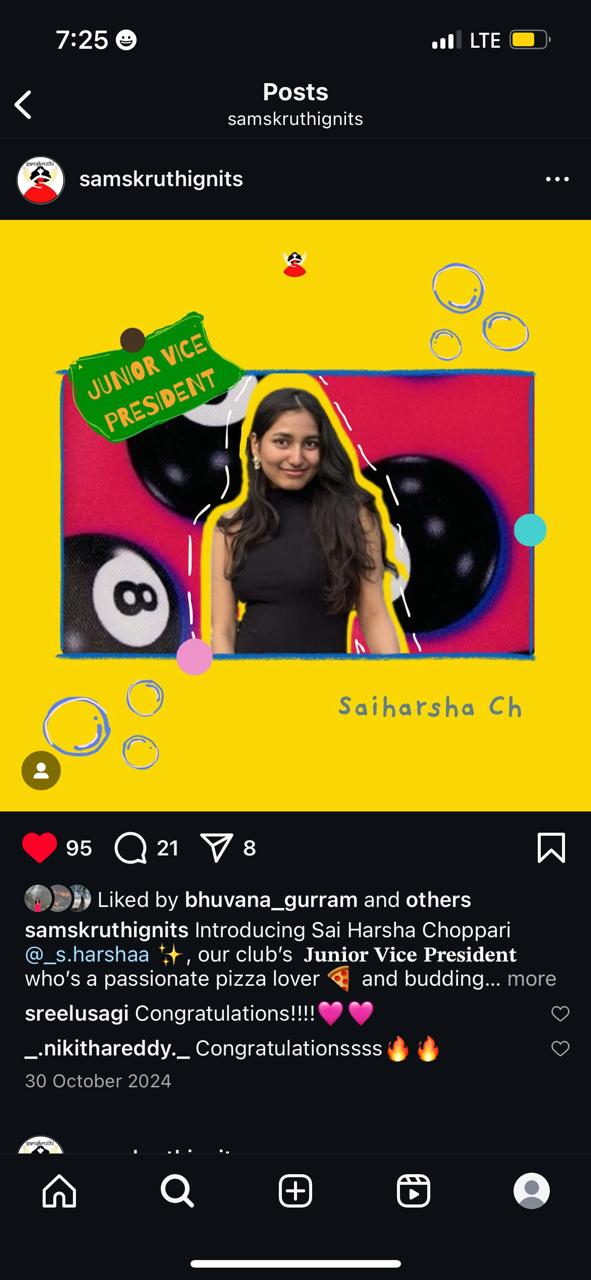 7:25
LTE
Posts
samskruthignits
samskruthignits
JUNIOR VICE
PRESIDENT
8
Saiharsha Ch
95 21 8
Liked by bhuvana_gurram and others
samskruthignits Introducing Sai Harsha Choppari
@_s.harshaa ✨, our club’s 𝐉𝐮𝐧𝐢𝐨𝐫 𝐕𝐢𝐜𝐞 𝐏𝐫𝐞𝐬𝐢𝐝𝐞𝐧𝐭
who’s a passionate pizza lover 🍕 and budding... more
sreelusagi Congratulations!!!!🩷🩷
_.nikithareddy._ Congratulationssss🔥🔥
30 October 2024